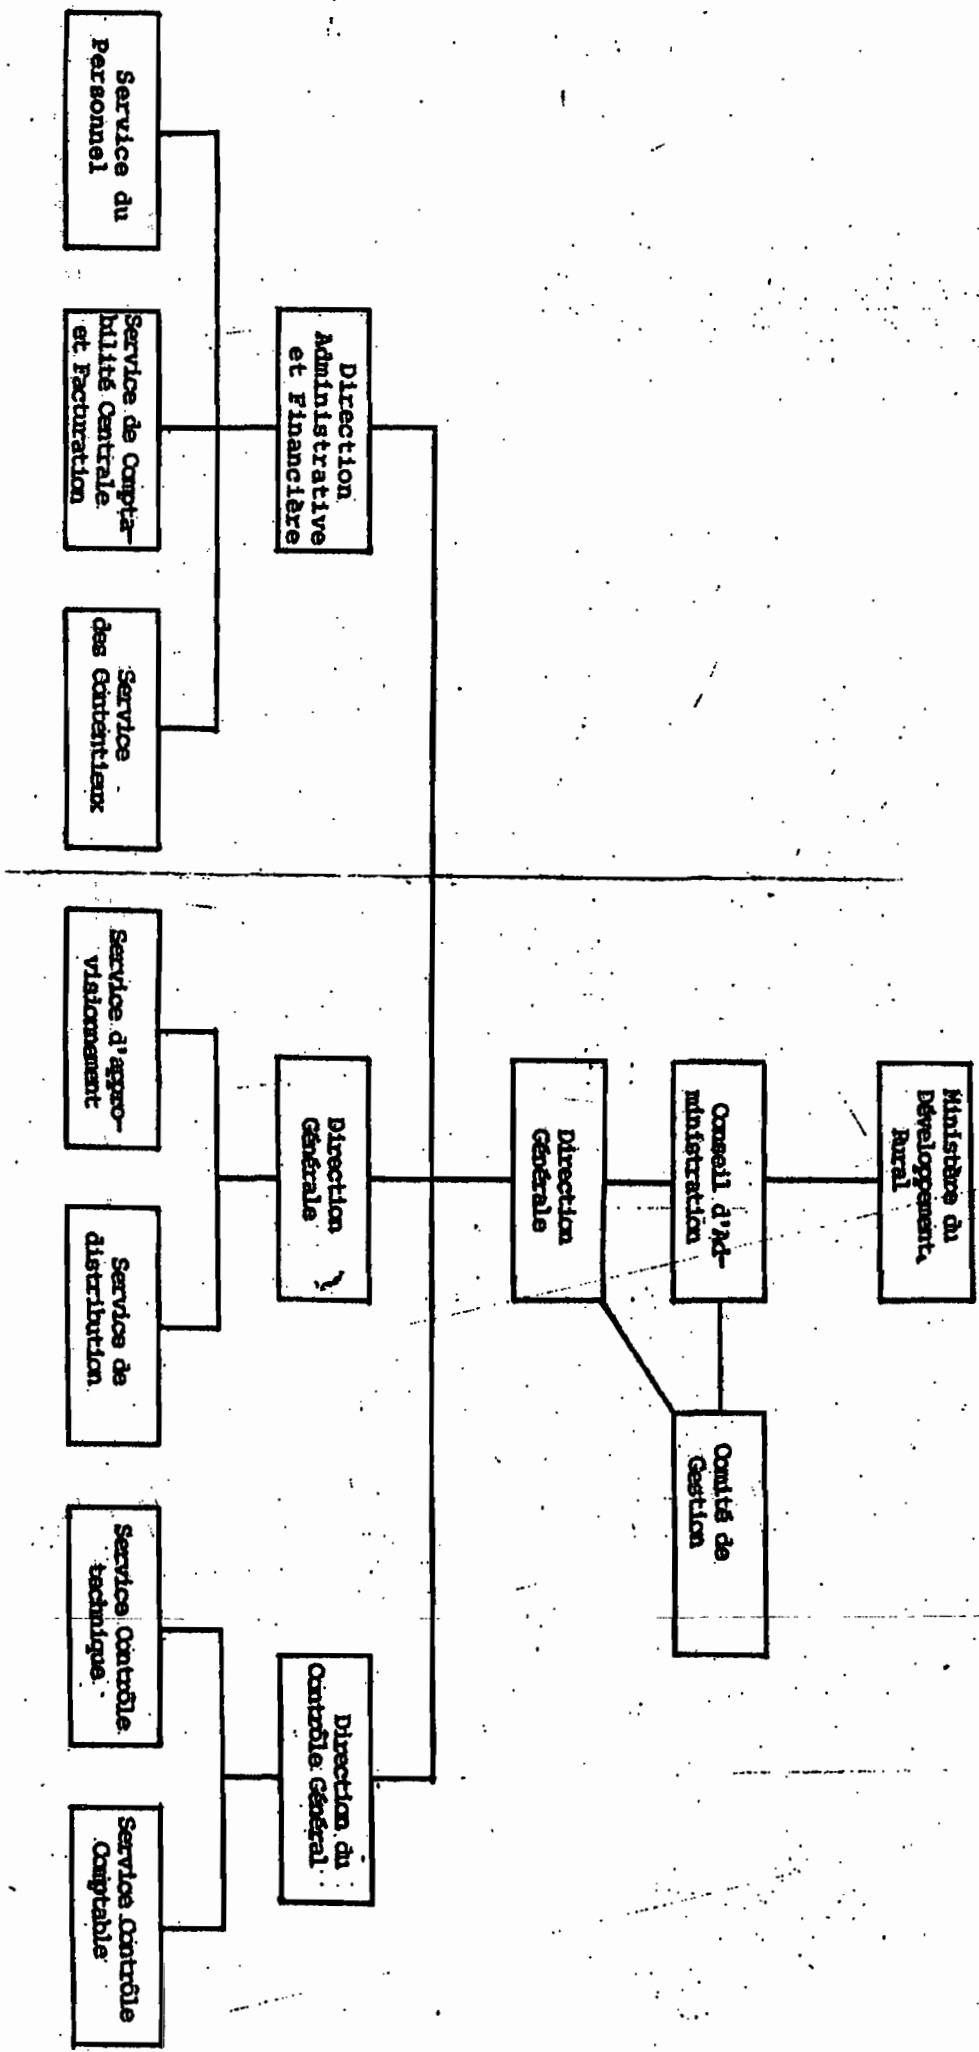 Ministère du
Développement
Rural
Conseil d'Ad-
ministration
Comité de
Gestion
Direction
Générale
Direction
Administrative
et Financière
Direction
Générale
Direction du
Contrôle Général
Service du
Personnel
Service de Compta-
bilité Centrale
et Facturation
Service
des Contentieux
Service d'appro-
visionnement
Service de
distribution
Service Contrôle
technique
Service Contrôle
Comptable